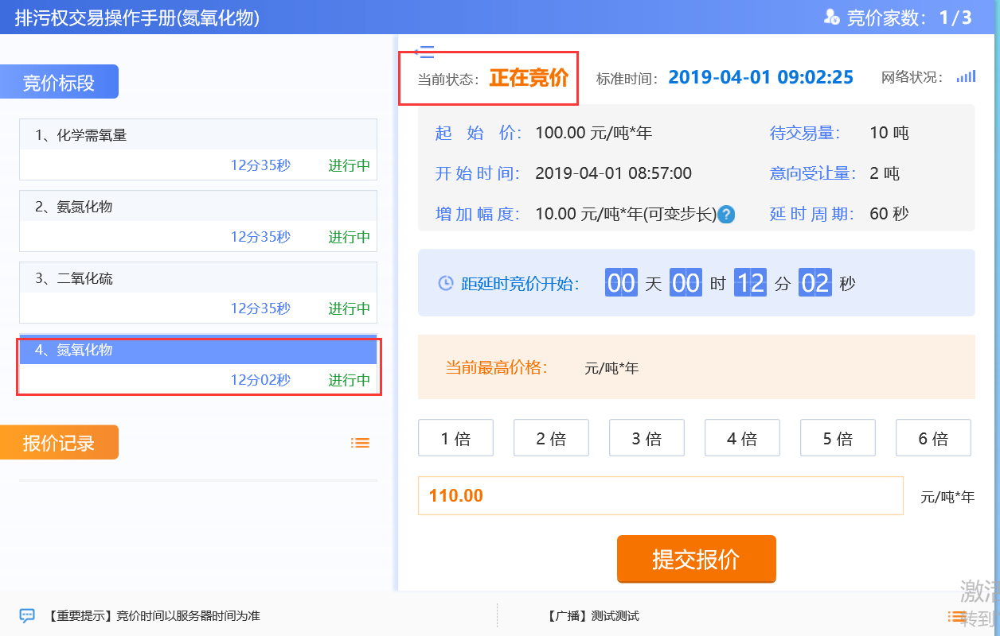 排污权交易操作手册(氮氧化物)
竞价家数： 1 / 3
竞价标段
1、化学需氧量
12分35秒 进行中
2、氨氮化物
12分35秒 进行中
3、二氧化硫
12分35秒 进行中
4、氮氧化物
12分02秒 进行中
报价记录
当前状态： 正在竞价 标准时间： 2019-04-01 09:02:25 网络状况：
起 始 价： 100.00 元/吨*年 待交易量： 10 吨
开始时间： 2019-04-01 08:57:00 意向受让量： 2 吨
增加幅度： 10.00 元/吨*年(可变步长) ? 延时周期： 60 秒
距延时竞价开始： 00 天 00 时 12 分 02 秒
当前最高价格： 元/吨*年
1 倍 2 倍 3 倍 4 倍 5 倍 6 倍
110.00 元/吨*年
提交报价
激活
转到
【重要提示】竞价时间以服务器时间为准 【广播】测试测试